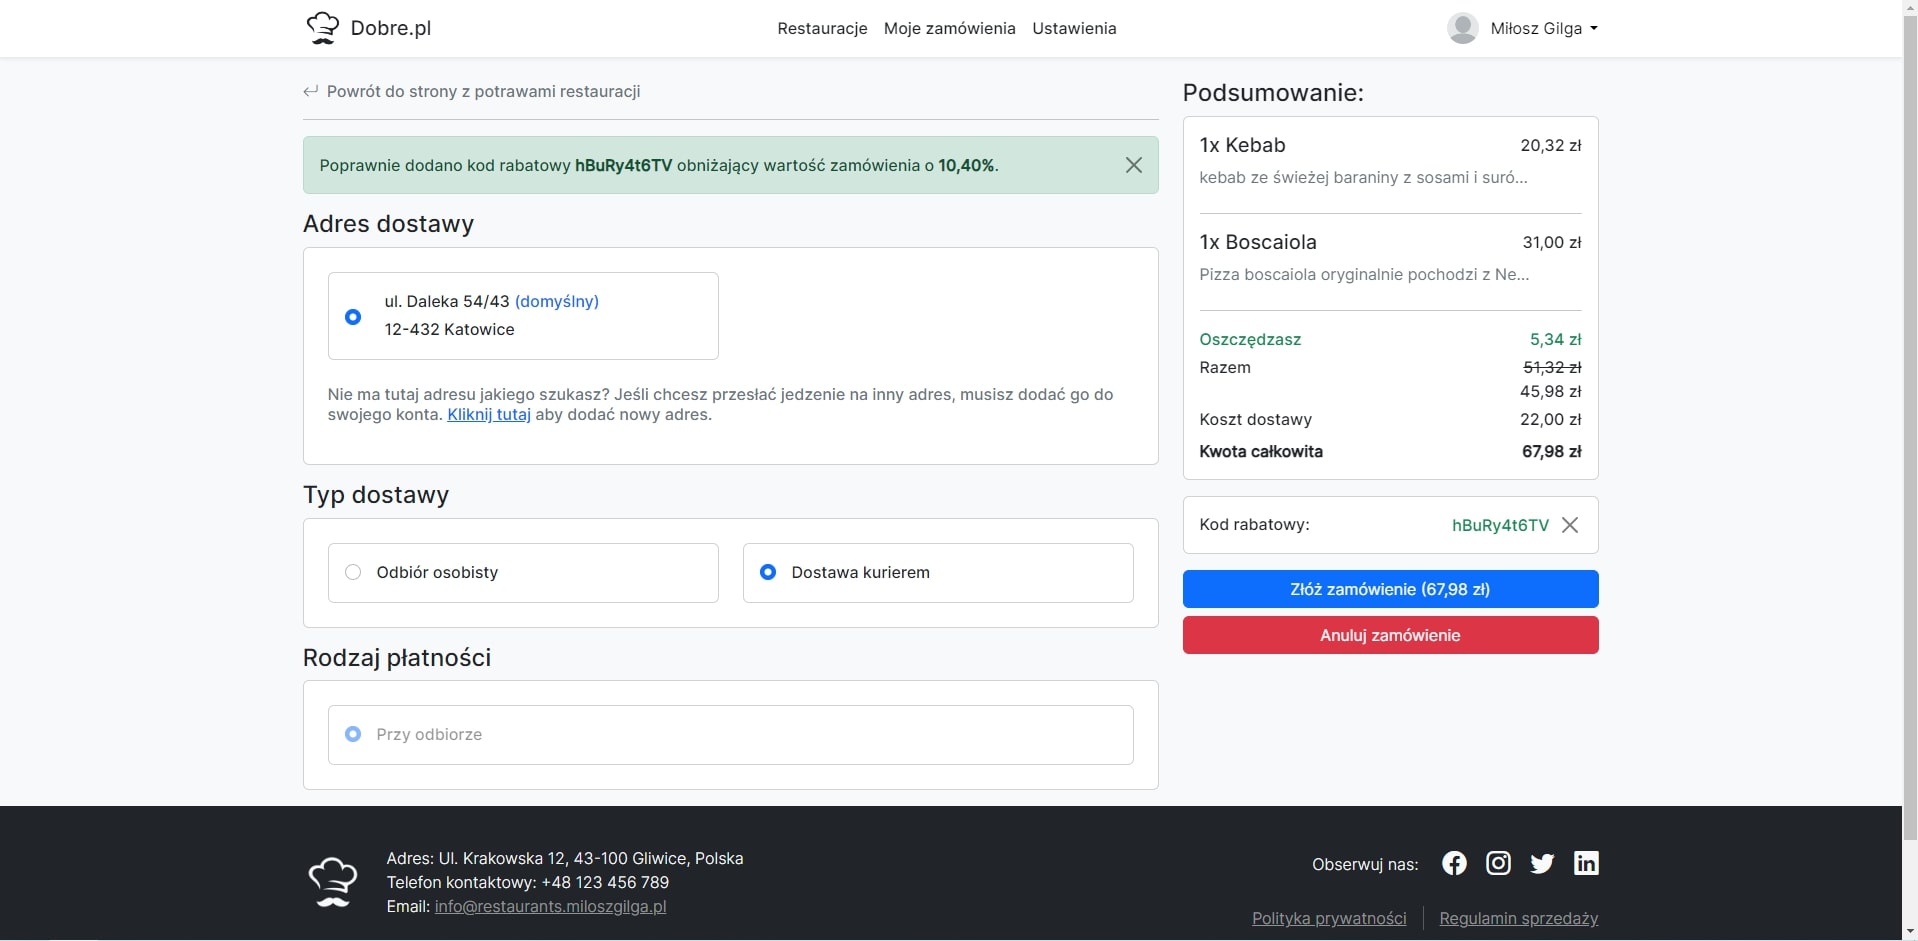 Dobre.pl
Restauracje Moje zamówienia Ustawienia
Miłosz Gilga
Powrót do strony z potrawami restauracji
Poprawnie dodano kod rabatowy hBuRy4t6TV obniżający wartość zamówienia o 10,40%.
Adres dostawy
ul. Daleka 54/43 (domyślny)
12-432 Katowice
Nie ma tutaj adresu jakiego szukasz? Jeśli chcesz przesłać jedzenie na inny adres, musisz dodać go do
swojego konta. Kliknij tutaj aby dodać nowy adres.
Typ dostawy
Odbiór osobisty
Dostawa kurierem
Rodzaj płatności
Przy odbiorze
Podsumowanie:
1x Kebab 20,32 zł
kebab ze świeżej baraniny z sosami i suró...
1x Boscaiola 31,00 zł
Pizza boscaiola oryginalnie pochodzi z Ne...
Oszczędzasz 5,34 zł
Razem 51,32 zł
45,98 zł
Koszt dostawy 22,00 zł
Kwota całkowita 67,98 zł
Kod rabatowy: hBuRy4t6TV
Złóż zamówienie (67,98 zł)
Anuluj zamówienie
Adres: Ul. Krakowska 12, 43-100 Gliwice, Polska
Telefon kontaktowy: +48 123 456 789
Email: info@restaurants.miloszgilga.pl
Obserwuj nas:
Polityka prywatności Regulamin sprzedaży